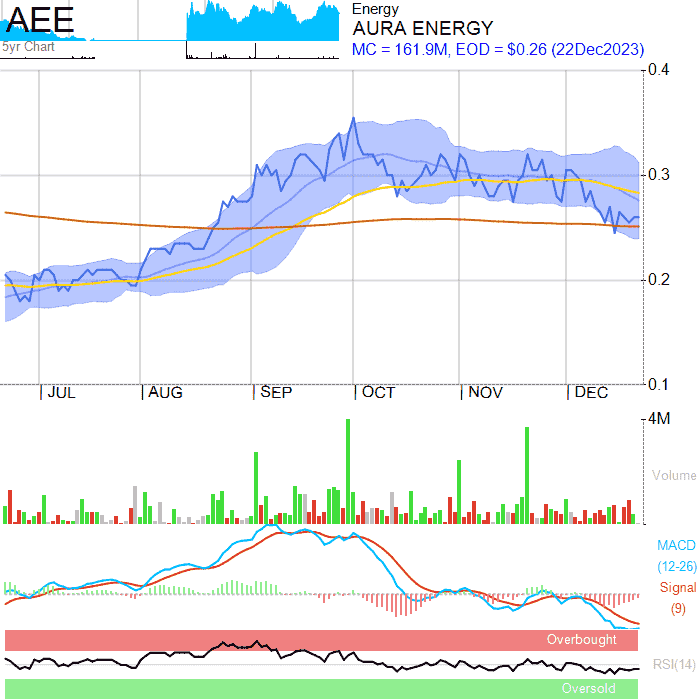 AEE
5yr Chart
Energy
AURA ENERGY
MC = 161.9M, EOD = $0.26 (22Dec2023)
0.4
0.3
0.2
0.1
JUL AUG SEP OCT NOV DEC
4M
Volume
MACD
(12-26)
Signal
(9)
Overbought
RSI(14)
Oversold